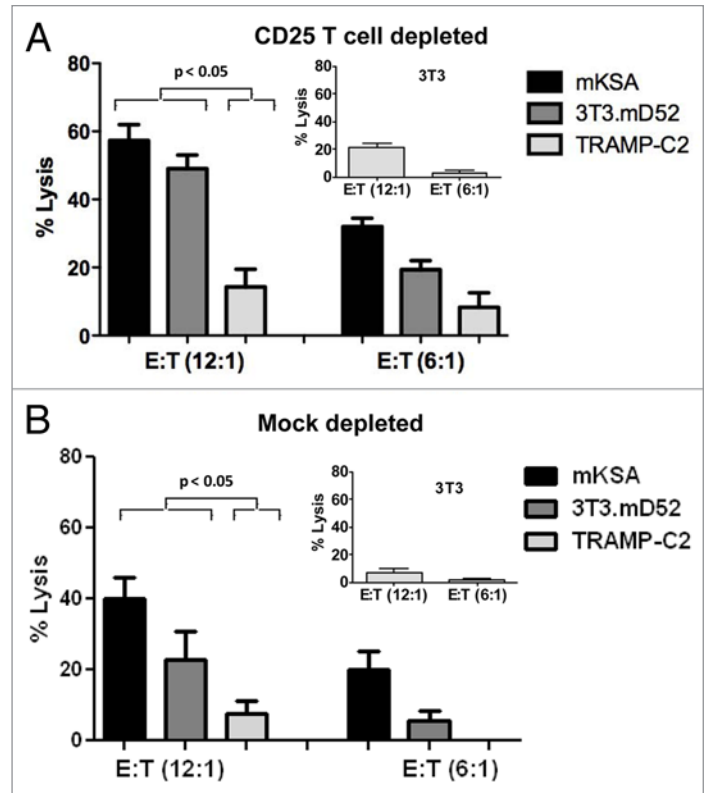 A
CD25 T cell depleted
p < 0.05
3T3
mKSA
3T3.mD52
TRAMP-C2
% Lysis
80
60
40
20
0
% Lysis
80
60
40
20
0
E:T (12:1) E:T (6:1)
E:T (12:1) E:T (6:1)
B
Mock depleted
p < 0.05
3T3
mKSA
3T3.mD52
TRAMP-C2
% Lysis
80
60
40
20
0
% Lysis
80
60
40
20
0
E:T (12:1) E:T (6:1)
E:T (12:1) E:T (6:1)